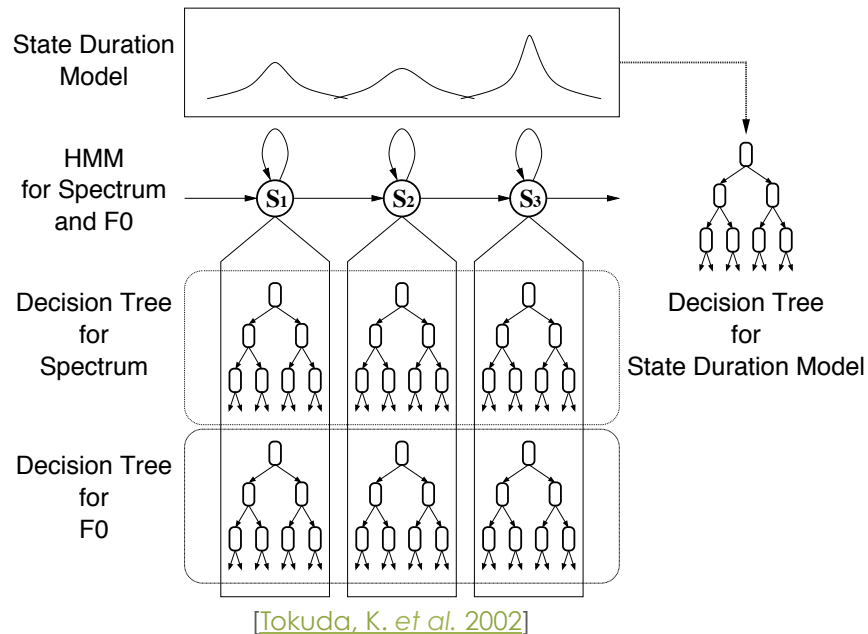 State Duration
Model
HMM
for Spectrum
and F0
S1
S2
S3
Decision Tree
for
Spectrum
Decision Tree
for
State Duration Model
Decision Tree
for
F0
[Tokuda, K. et al. 2002]